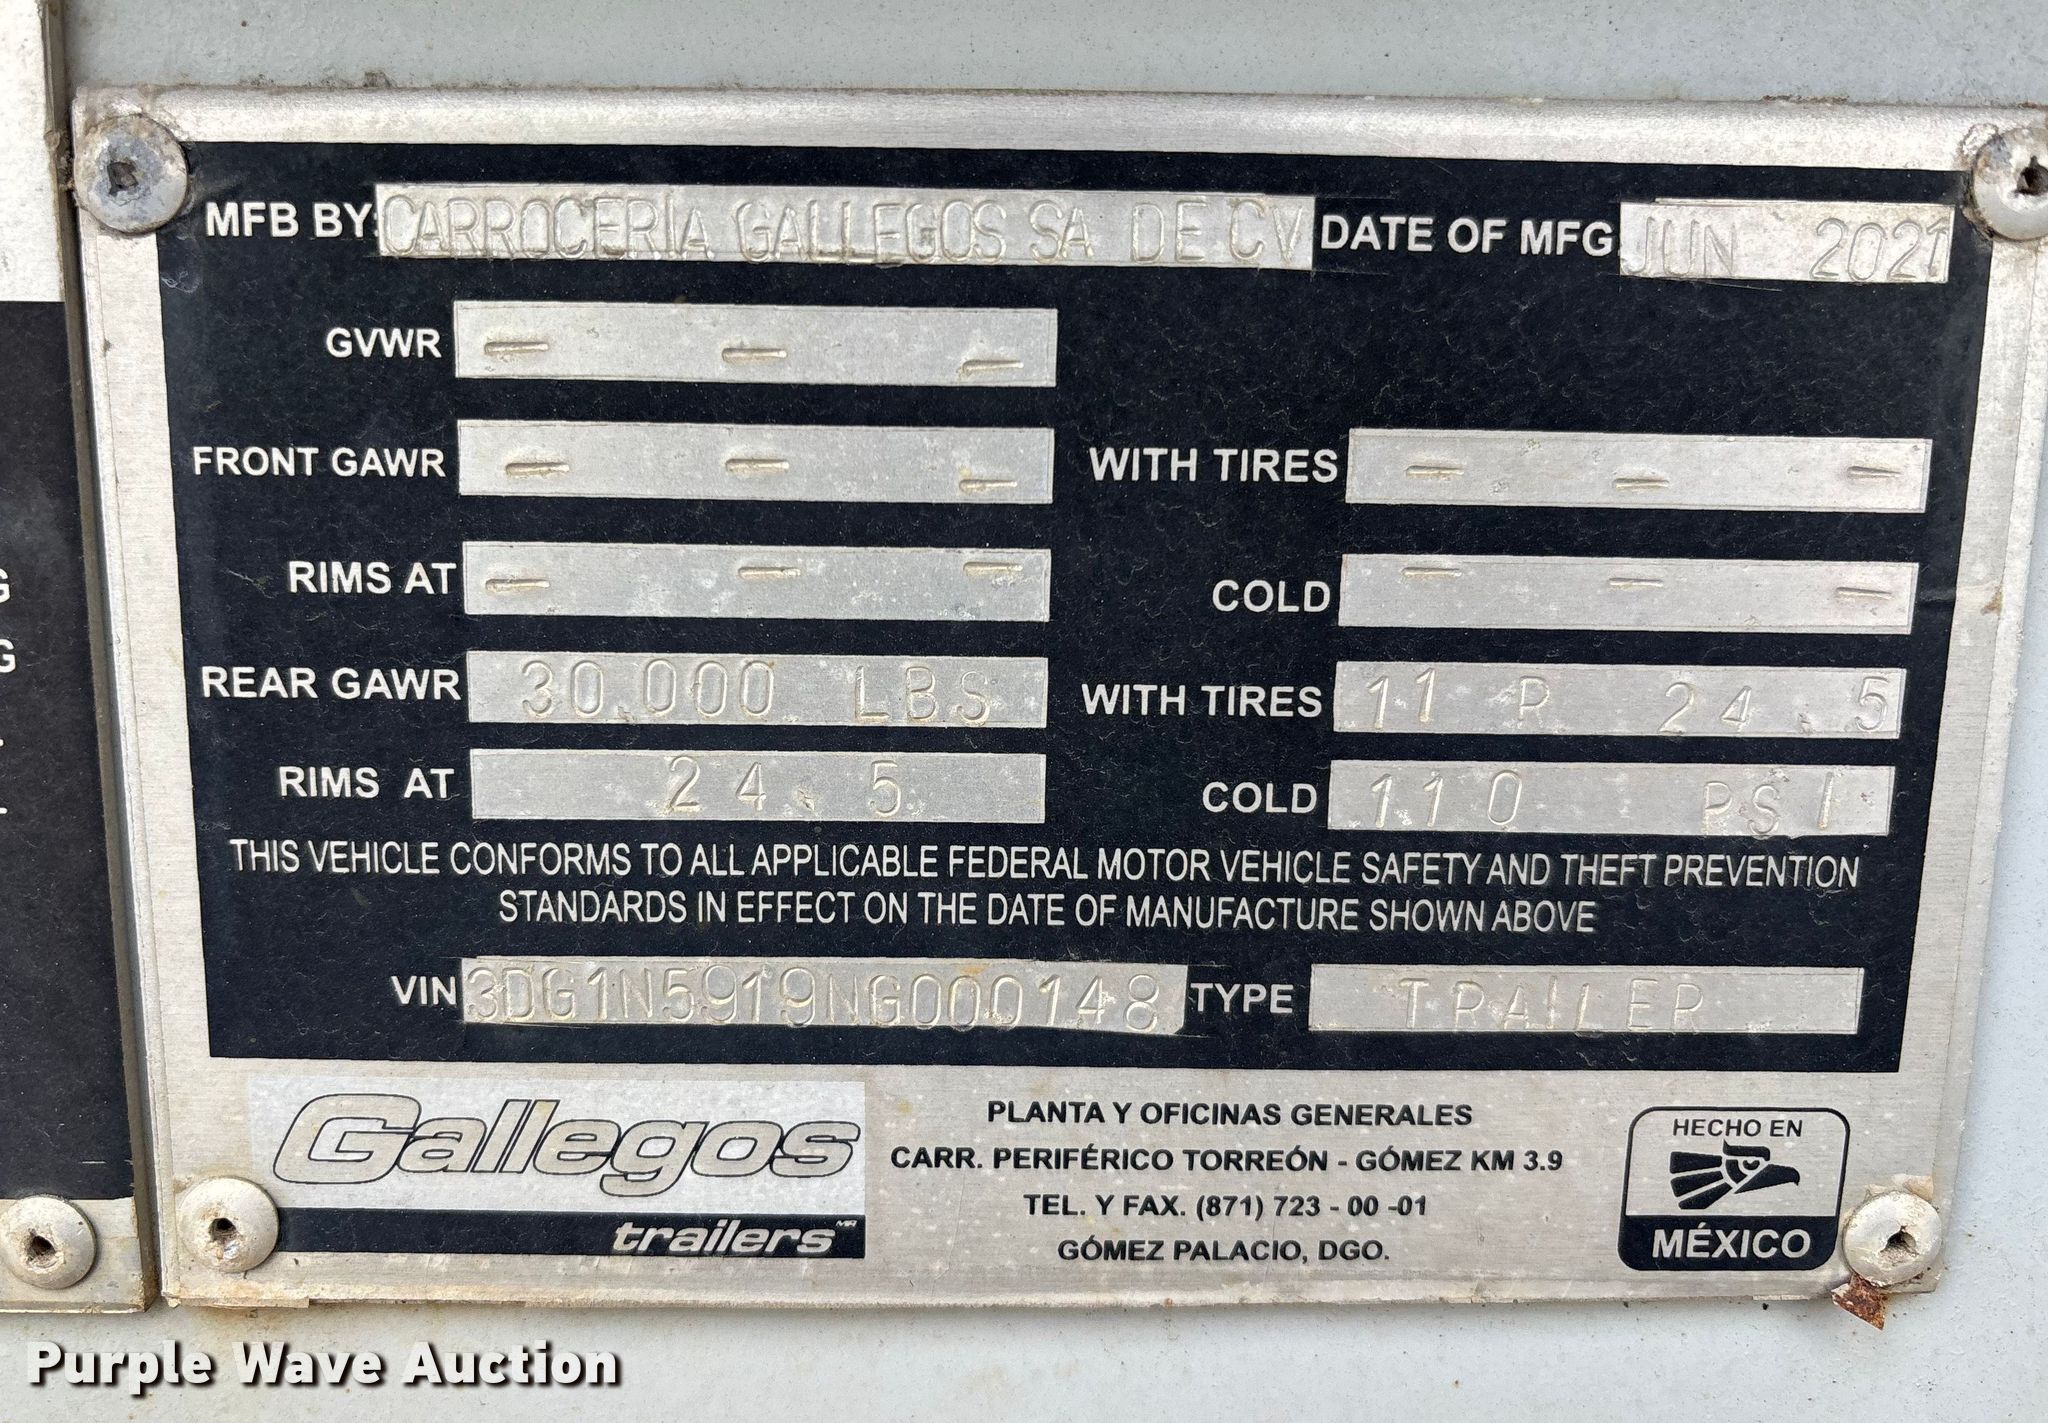 MFB BY: CARROCERIA GALLEGOS SA DE CV DATE OF MFG JUN 2021
GVWR - - -
FRONT GAWR - - - WITH TIRES - - -
RIMS AT - - - COLD - - -
REAR GAWR 30,000 LBS WITH TIRES 11 R 24.5
RIMS AT 24.5 COLD 110 PSI
THIS VEHICLE CONFORMS TO ALL APPLICABLE FEDERAL MOTOR VEHICLE SAFETY AND THEFT PREVENTION
STANDARDS IN EFFECT ON THE DATE OF MANUFACTURE SHOWN ABOVE
VIN 3DG1N5919NG000148 TYPE TRAILER
Gallegos
trailers MR
PLANTA Y OFICINAS GENERALES
CARR. PERIFÉRICO TORREÓN - GÓMEZ KM 3.9
TEL. Y FAX. (871) 723 - 00 -01
GÓMEZ PALACIO, DGO.
HECHO EN
MÉXICO
G
G
Purple Wave Auction